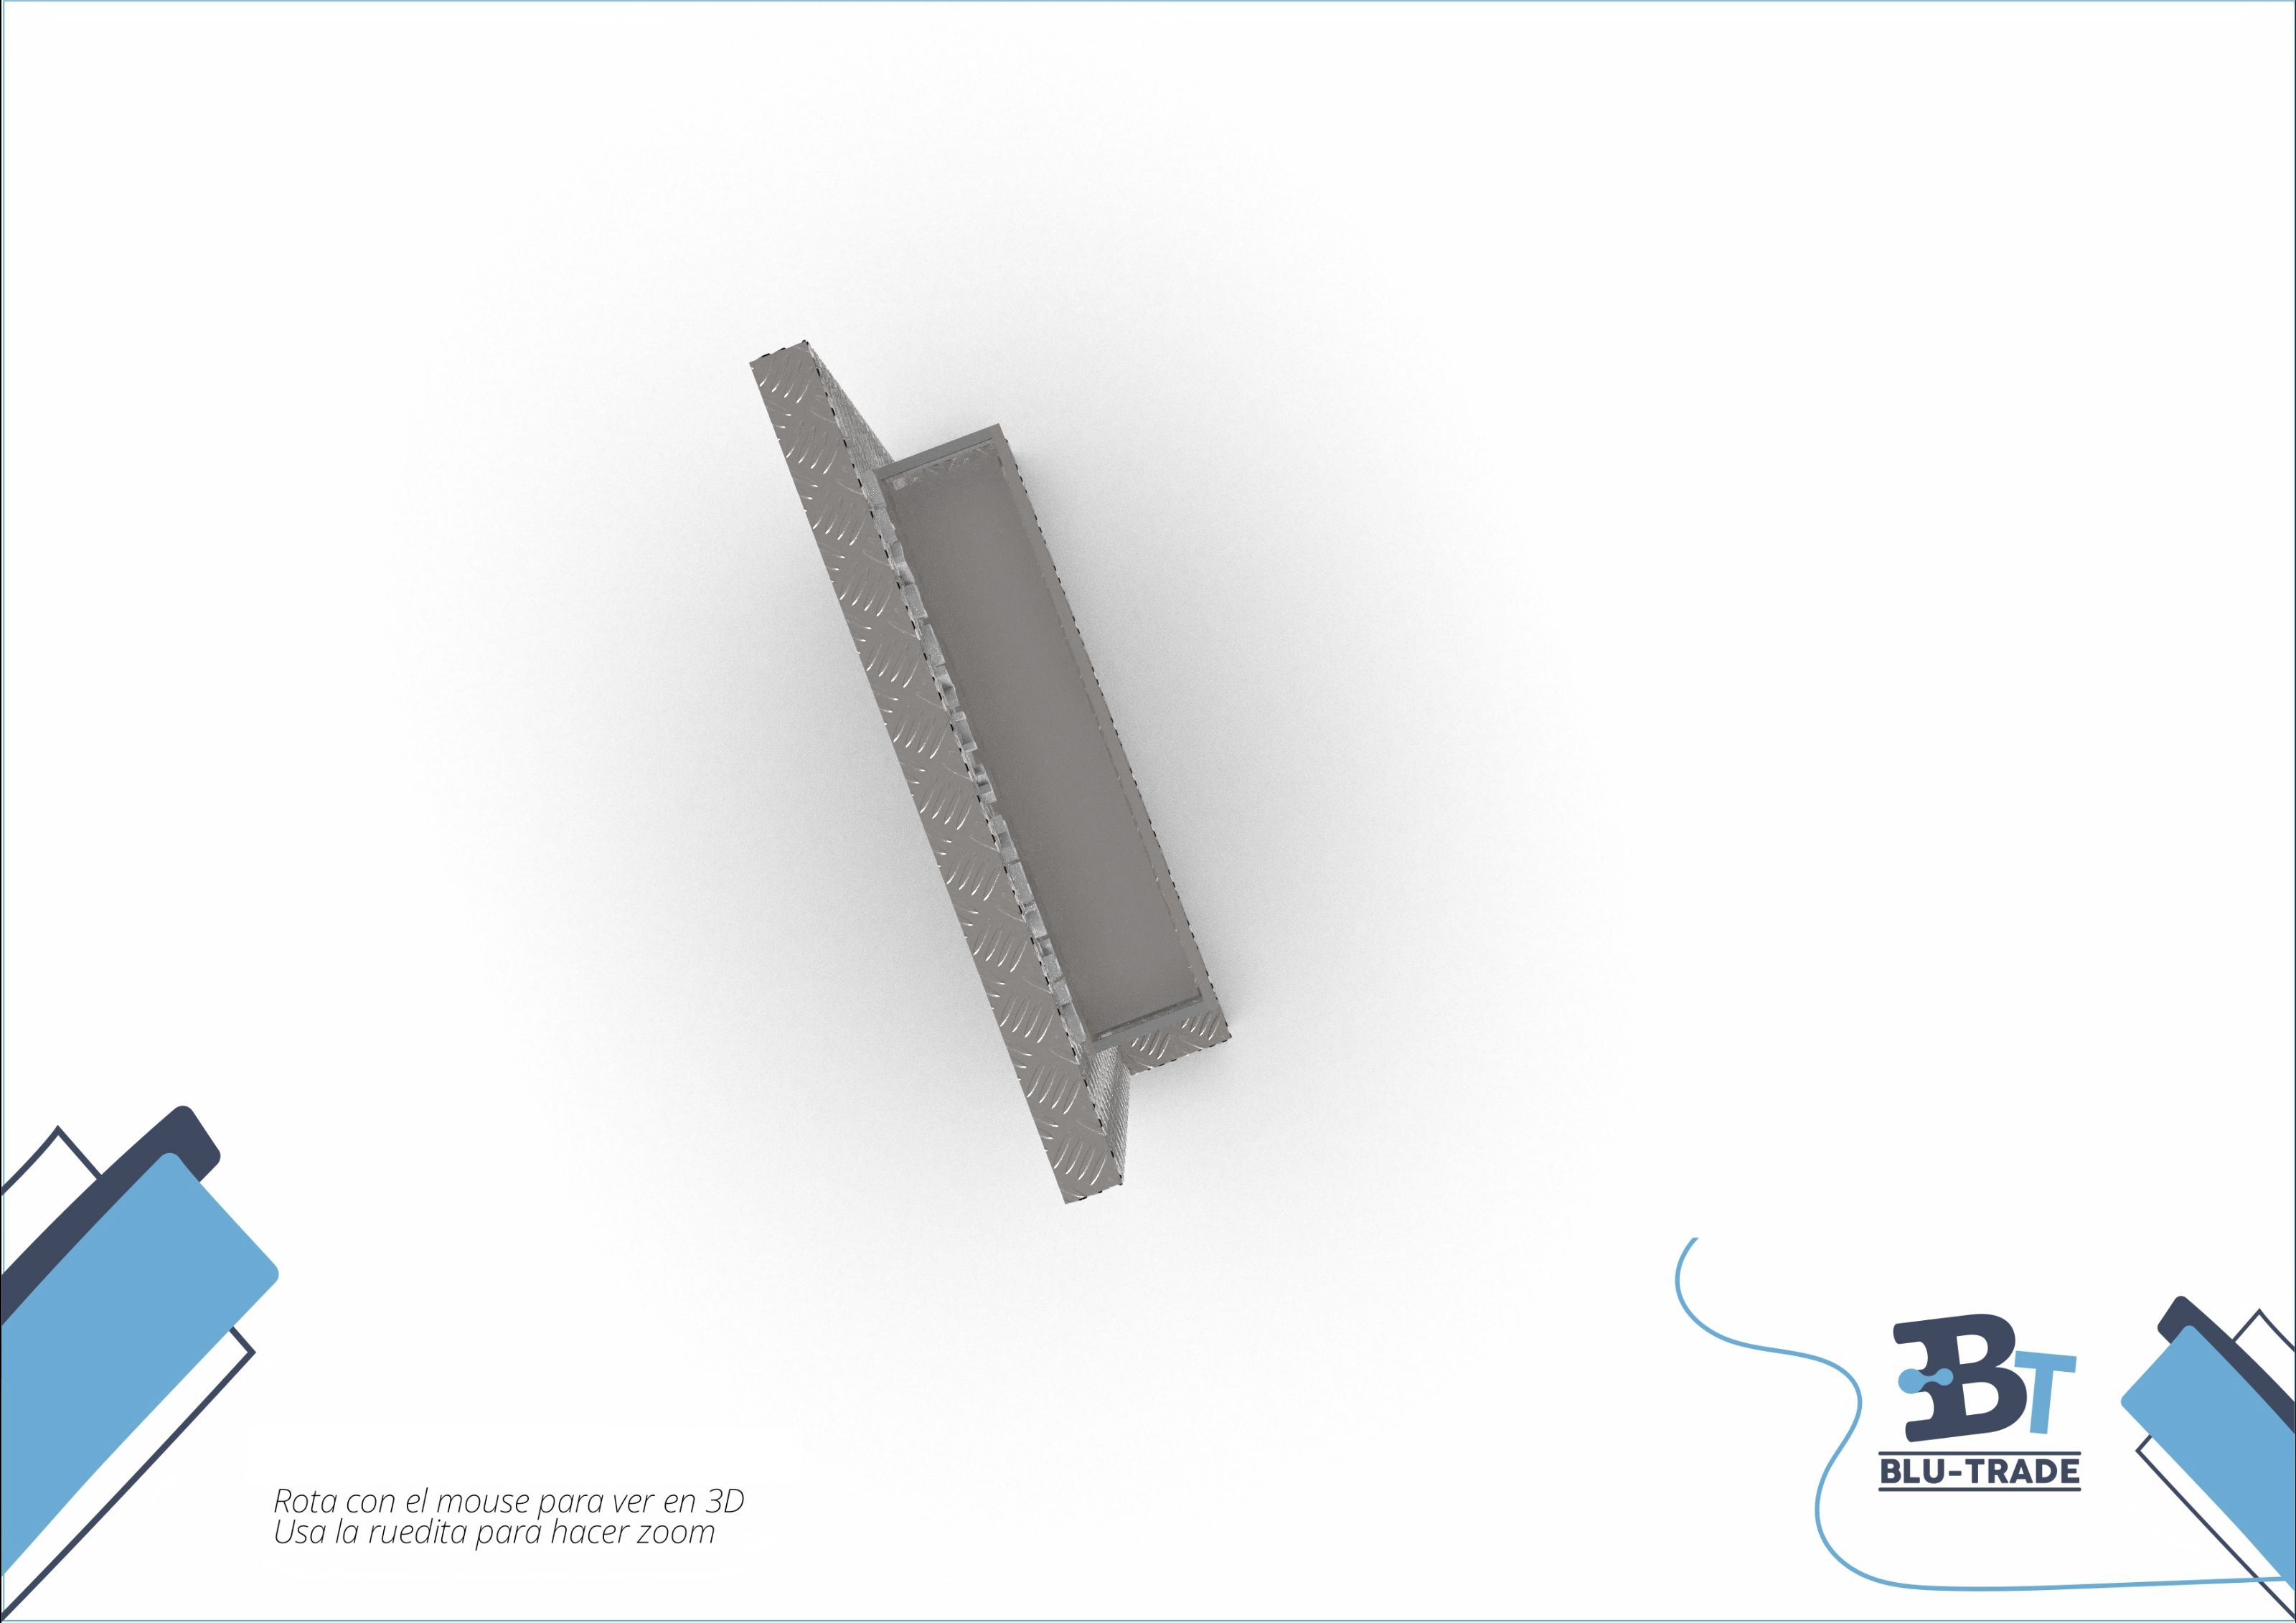 Rota con el mouse para ver en 3D
Usa la ruedita para hacer zoom
BT
BLU-TRADE